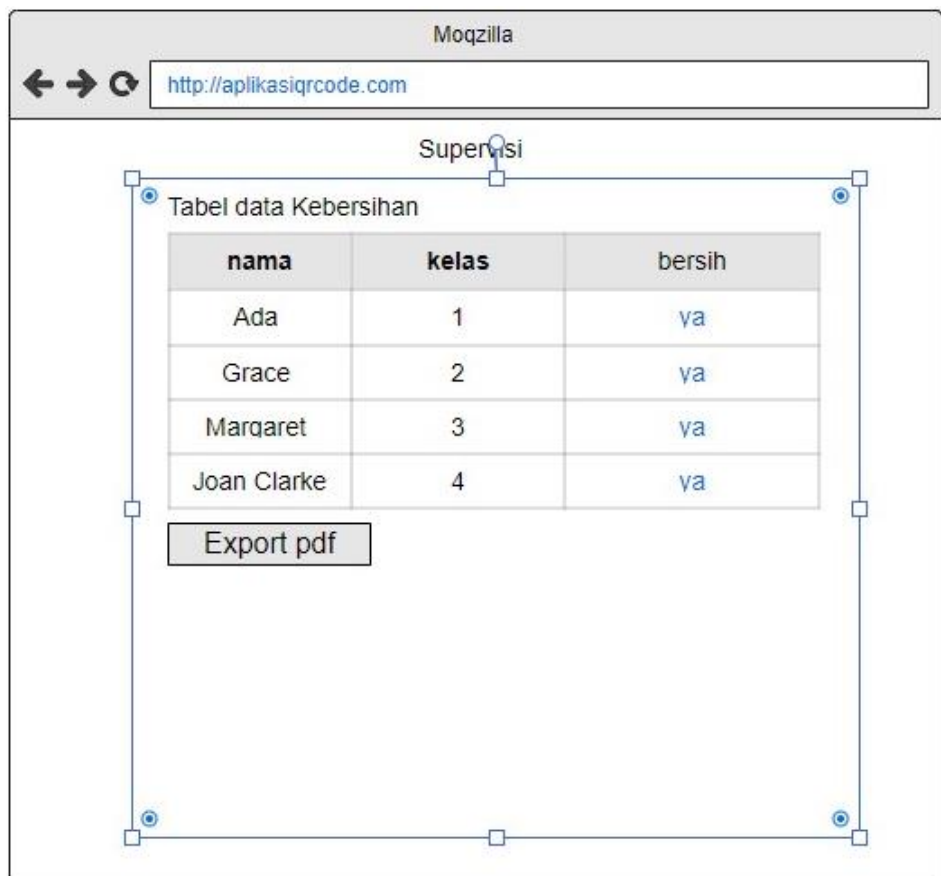 Moqzilla
http://aplikasiqrcode.com
Supervisi
Tabel data Kebersihan
nama kelas bersih
Ada 1 ya
Grace 2 ya
Margaret 3 ya
Joan Clarke 4 ya
Export pdf